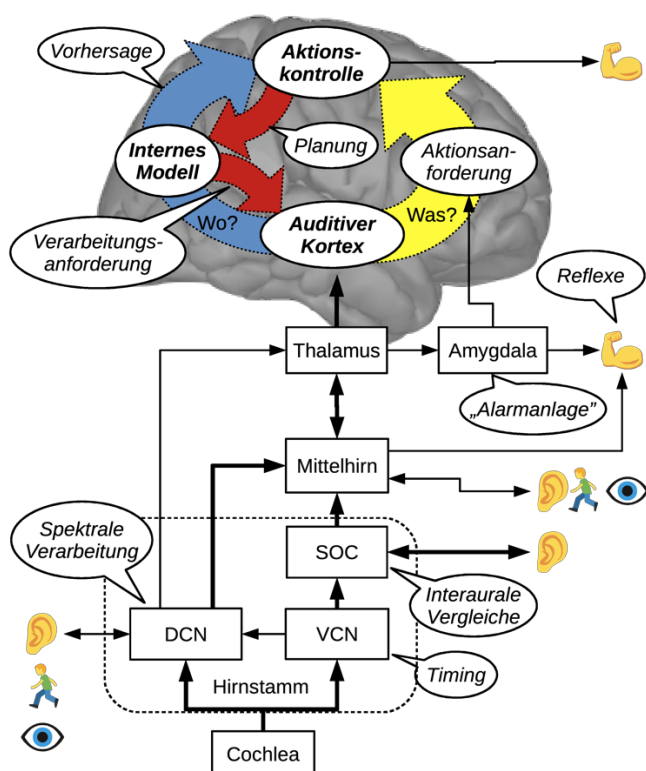 Vorhersage
Aktions-
kontrolle
Planung
Internes
Modell
Aktionsan-
forderung
Wo?
Was?
Verarbeitungs-
anforderung
Auditiver
Kortex
Reflexe
Thalamus
Amygdala
„Alarmanlage”
Mittelhirn
Spektrale
Verarbeitung
SOC
Interaurale
Vergleiche
DCN
VCN
Timing
Hirnstamm
Cochlea